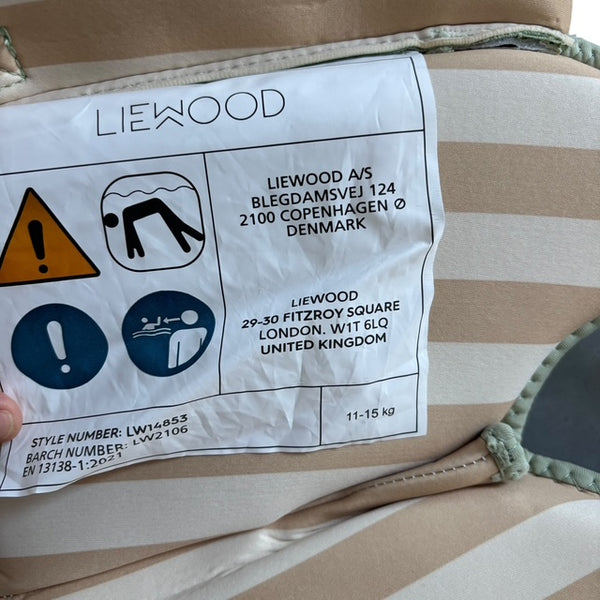 LIEWOOD
LIEWOOD A/S
BLEGDAMSVEJ 124
2100 COPENHAGEN Ø
DENMARK
LIEWOOD
29-30 FITZROY SQUARE
LONDON. W1T 6LQ
UNITED KINGDOM
STYLE NUMBER: LW14853
BARCH NUMBER: LW2106
EN 13138-1:2021
11-15 kg